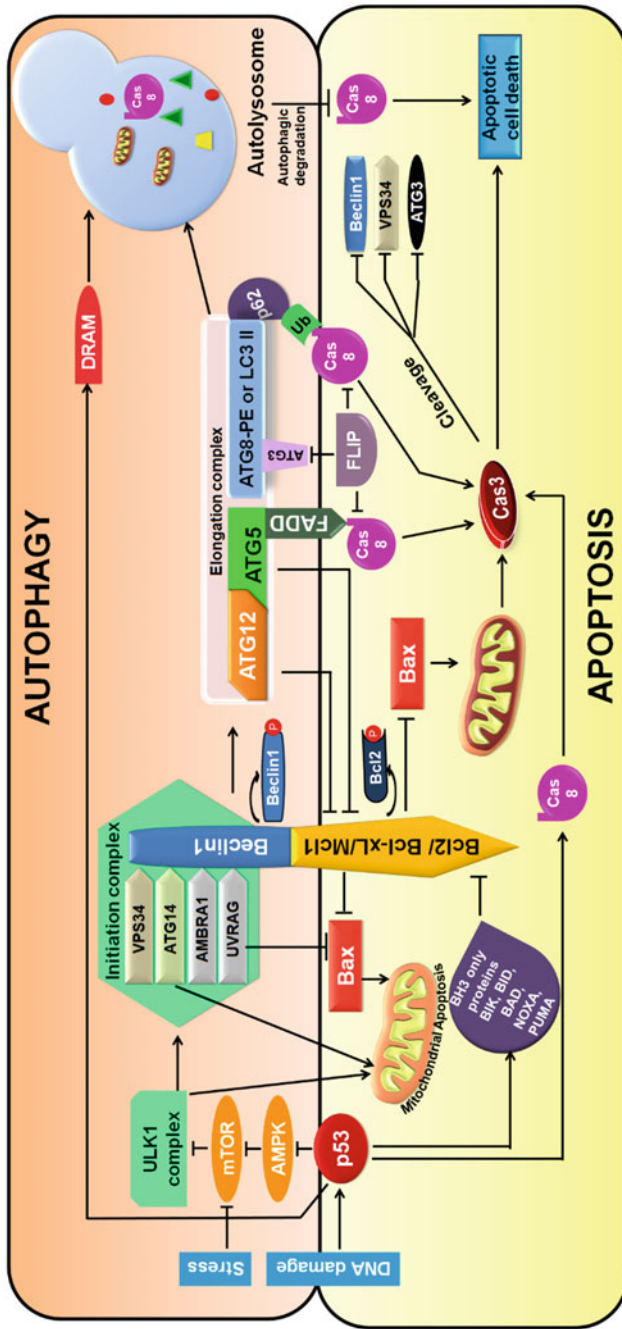 AUTOPHAGY
Stress
DNA damage
ULK1
complex
mTOR
AMPK
p53
DRAM
Initiation complex
VPS34
ATG14
AMBRA1
UVRAG
Beclin1
Bcl2/ Bcl-xL/Mcl1
Beclin1
P
Bcl2
P
Elongation complex
ATG12
ATG5
ATG8-PE or LC3 II
ATG3
FADD
FLIP
p62
Ub
Cas
8
Cas
8
Cas
8
Autolysosome
Autophagic
degradation
Cas
8
Bax
Mitochondrial Apoptosis
BH3 only
proteins
BIK, BID,
BAD,
NOXA,
PUMA
Bax
Cas
8
Cas3
Cleavage
Beclin1
VPS34
ATG3
Apoptotic
cell death
APOPTOSIS